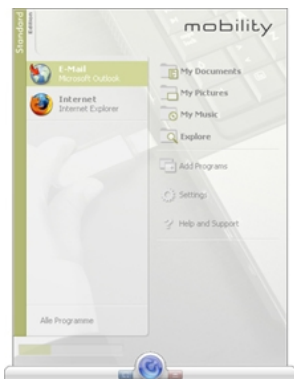 Standard
Edition
mobility
E-Mail
Microsoft Outlook
Internet
Internet Explorer
My Documents
My Pictures
My Music
Explore
Add Programs
Settings
Help and Support
Alle Programme